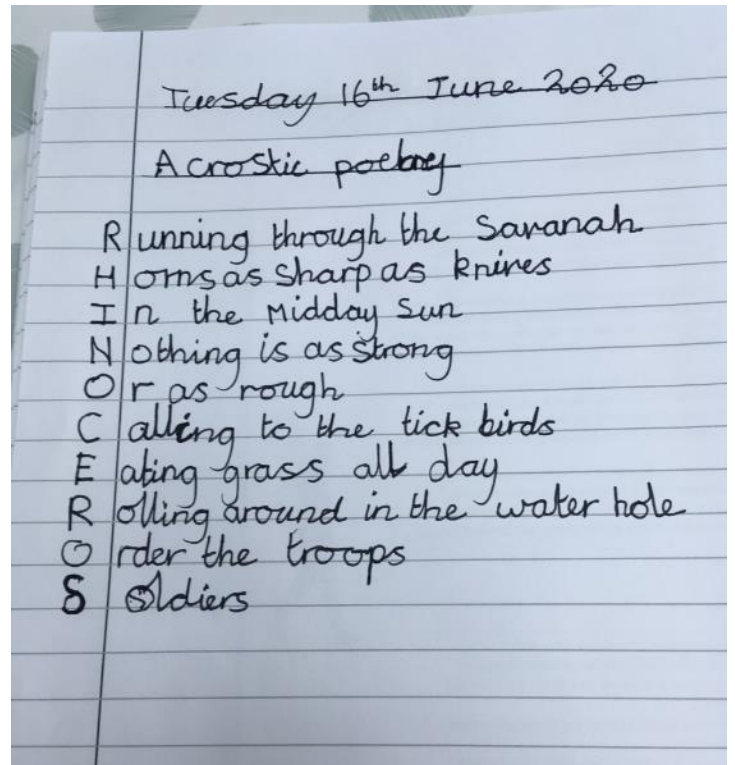 Tuesday 16th June 2020
Acrostic poetry
Running through the Savanah
Horns as sharp as knives
In the Midday Sun
Nothing is as strong
Or as rough
Calling to the tick birds
Eating grass all day
Rolling around in the water hole
Order the troops
Soldiers